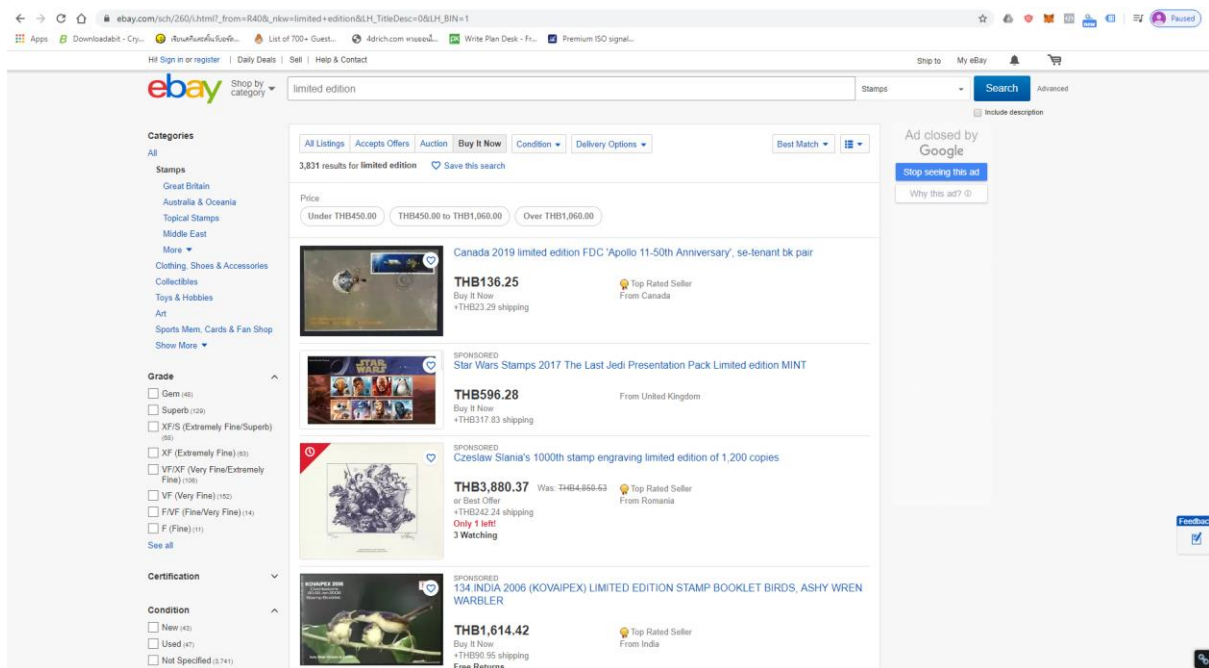 ebay.com/sch/260/i.html?_from=R40&_nkw=limited+edition&LH_TitleDesc=0&LH_BIN=1
Paused
Apps
Downloadabit - Cry...
List of 700+ Guest...
Write Plan Desk - Fr...
Premium ISO signal...
Hi! Sign in or register | Daily Deals | Sell | Help & Contact
Ship to My eBay
ebay
Shop by category
limited edition
Stamps
Search
Advanced
Include description
Categories
All
Stamps
Great Britain
Australia & Oceania
Topical Stamps
Middle East
More
Clothing, Shoes & Accessories
Collectibles
Toys & Hobbies
Art
Sports Mem, Cards & Fan Shop
Show More
Grade
Gem (48)
Superb (129)
XF/S (Extremely Fine/Superb)
XF (Extremely Fine) (63)
VF/XF (Very Fine/Extremely
Fine) (106)
VF (Very Fine) (152)
F/VF (Fine/Very Fine) (14)
F (Fine) (11)
See all
Certification
Condition
New (43)
Used (47)
Not Specified (3,741)
All Listings Accepts Offers Auction Buy It Now Condition Delivery Options Best Match
3,831 results for limited edition Save this search
Price
Under THB450.00 THB450.00 to THB1,060.00 Over THB1,060.00
Canada 2019 limited edition FDC 'Apollo 11-50th Anniversary', se-tenant bk pair
THB136.25
Top Rated Seller
Buy It Now
From Canada
+THB23.29 shipping
STAR WARS
SPONSORED
Star Wars Stamps 2017 The Last Jedi Presentation Pack Limited edition MINT
THB596.28
From United Kingdom
Buy It Now
+THB317.83 shipping
SPONSORED
Czeslaw Slania's 1000th stamp engraving limited edition of 1,200 copies
THB3,880.37 Was: THB4,850.53
Top Rated Seller
or Best Offer
From Romania
+THB242.24 shipping
Only 1 left!
3 Watching
KOVAIPEX 2006
SPONSORED
134.INDIA 2006 (KOVAIPEX) LIMITED EDITION STAMP BOOKLET BIRDS, ASHY WREN
WARBLER
THB1,614.42
Top Rated Seller
Buy It Now
From India
+THB90.95 shipping
Free Returns
Ad closed by
Google
Stop seeing this ad
Why this ad?
Feedbac